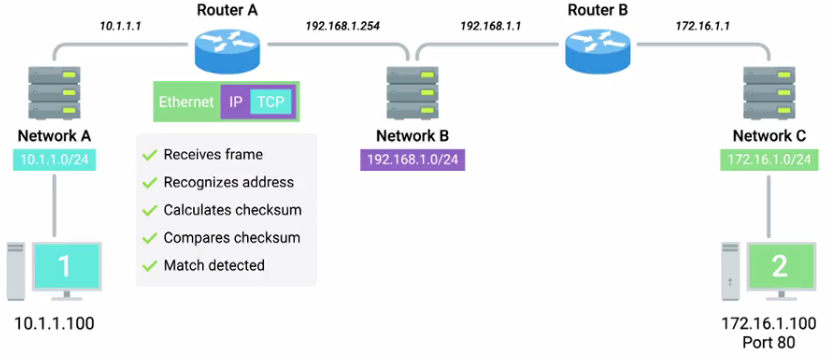 Router A
Router B
10.1.1.1
192.168.1.254
192.168.1.1
172.16.1.1
Ethernet IP TCP
Network A
10.1.1.0/24
Network B
192.168.1.0/24
Network C
172.16.1.0/24
Receives frame
Recognizes address
Calculates checksum
Compares checksum
Match detected
1
10.1.1.100
2
172.16.1.100
Port 80